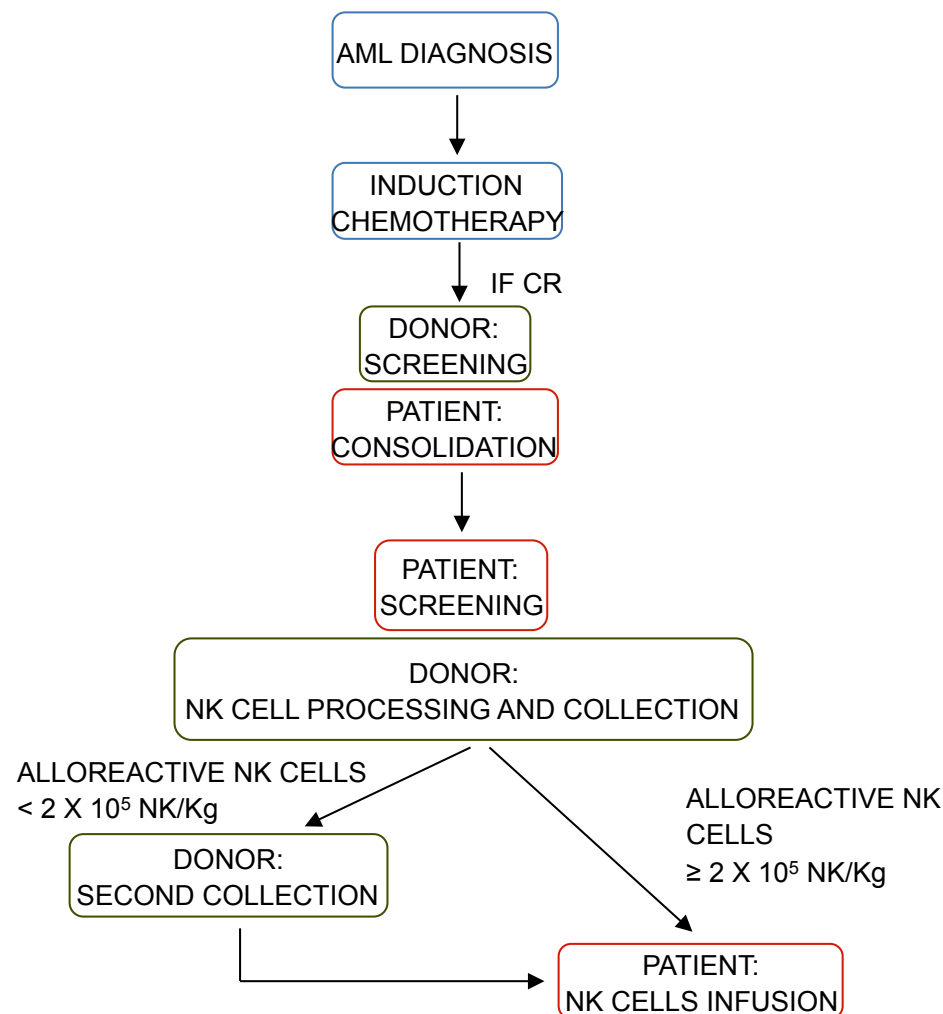 AML DIAGNOSIS
INDUCTION
CHEMOTHERAPY
IF CR
DONOR:
SCREENING
PATIENT:
CONSOLIDATION
PATIENT:
SCREENING
DONOR:
NK CELL PROCESSING AND COLLECTION
ALLOREACTIVE NK CELLS
< 2 X 10⁵ NK/Kg
ALLOREACTIVE NK
CELLS
≥ 2 X 10⁵ NK/Kg
DONOR:
SECOND COLLECTION
PATIENT:
NK CELLS INFUSION